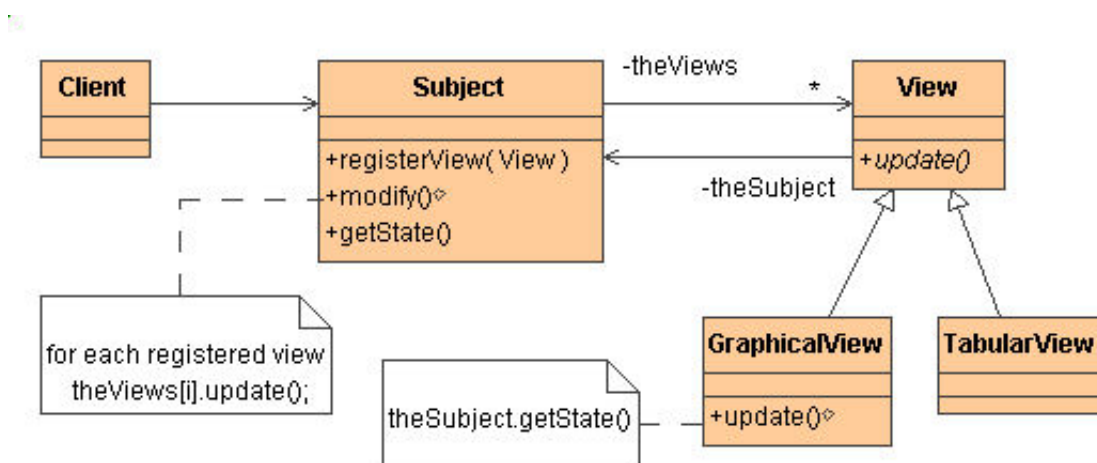 Client
Subject
+registerView( View )
+modify()
+getState()
-theViews
*
View
+update()
-theSubject
for each registered view
theViews[i].update();
theSubject.getState()
GraphicalView
+update()
TabularView